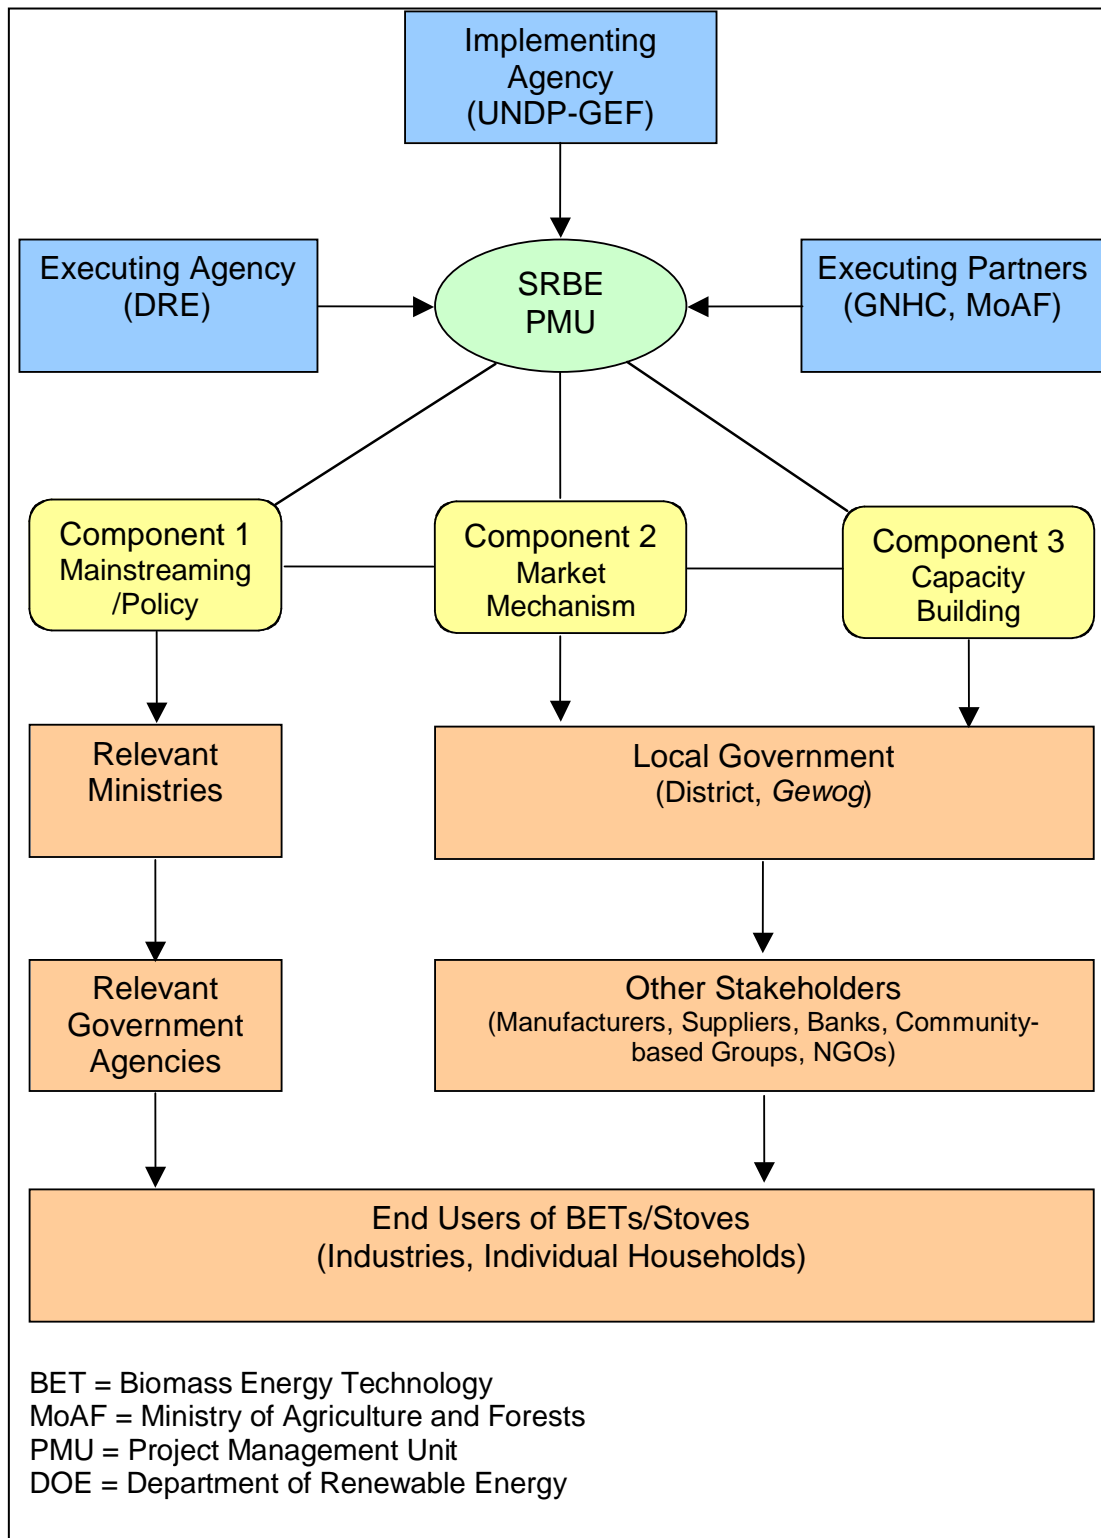 Implementing
Agency
(UNDP-GEF)
Executing Agency
(DRE)
SRBE
PMU
Executing Partners
(GNHC, MoAF)
Component 1
Mainstreaming
/Policy
Component 2
Market
Mechanism
Component 3
Capacity
Building
Relevant
Ministries
Local Government
(District, Gewog)
Relevant
Government
Agencies
Other Stakeholders
(Manufacturers, Suppliers, Banks, Community-
based Groups, NGOs)
End Users of BETs/Stoves
(Industries, Individual Households)
BET = Biomass Energy Technology
MoAF = Ministry of Agriculture and Forests
PMU = Project Management Unit
DOE = Department of Renewable Energy